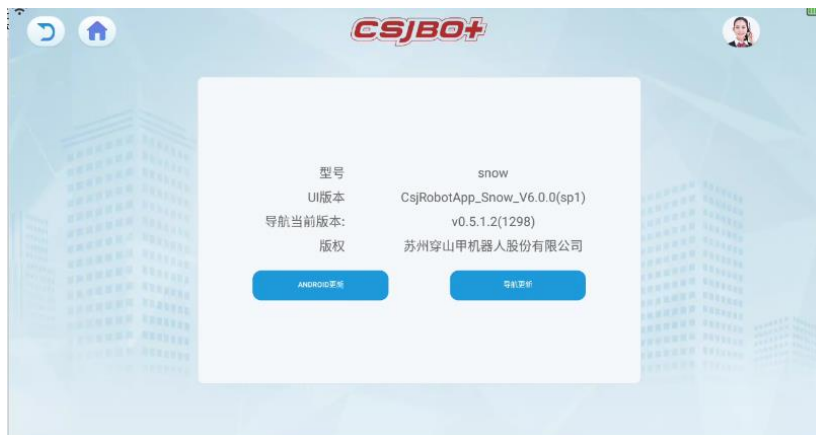 CSJBO+
型号 snow
UI版本 CsjRobotApp_Snow_V6.0.0(sp1)
导航当前版本: v0.5.1.2(1298)
版权 苏州穿山甲机器人股份有限公司
ANDROID更新 导航更新